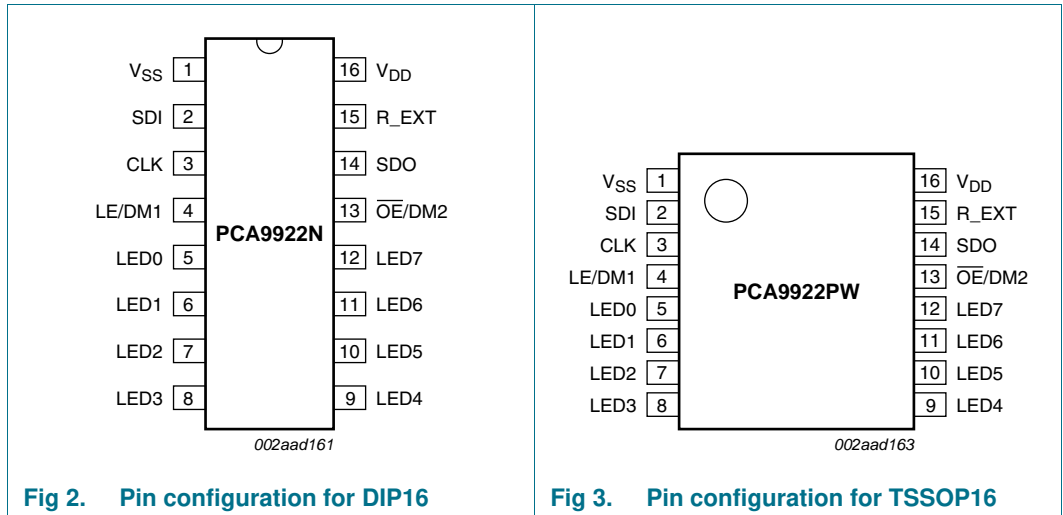 VSS 1 16 VDD
SDI 2 15 R_EXT
CLK 3 14 SDO
LE/DM1 4 13 OE/DM2
PCA9922N
LED0 5 12 LED7
LED1 6 11 LED6
LED2 7 10 LED5
LED3 8 9 LED4
002aad161
Fig 2. Pin configuration for DIP16
VSS 1 16 VDD
SDI 2 15 R_EXT
CLK 3 14 SDO
LE/DM1 4 13 OE/DM2
PCA9922PW
LED0 5 12 LED7
LED1 6 11 LED6
LED2 7 10 LED5
LED3 8 9 LED4
002aad163
Fig 3. Pin configuration for TSSOP16